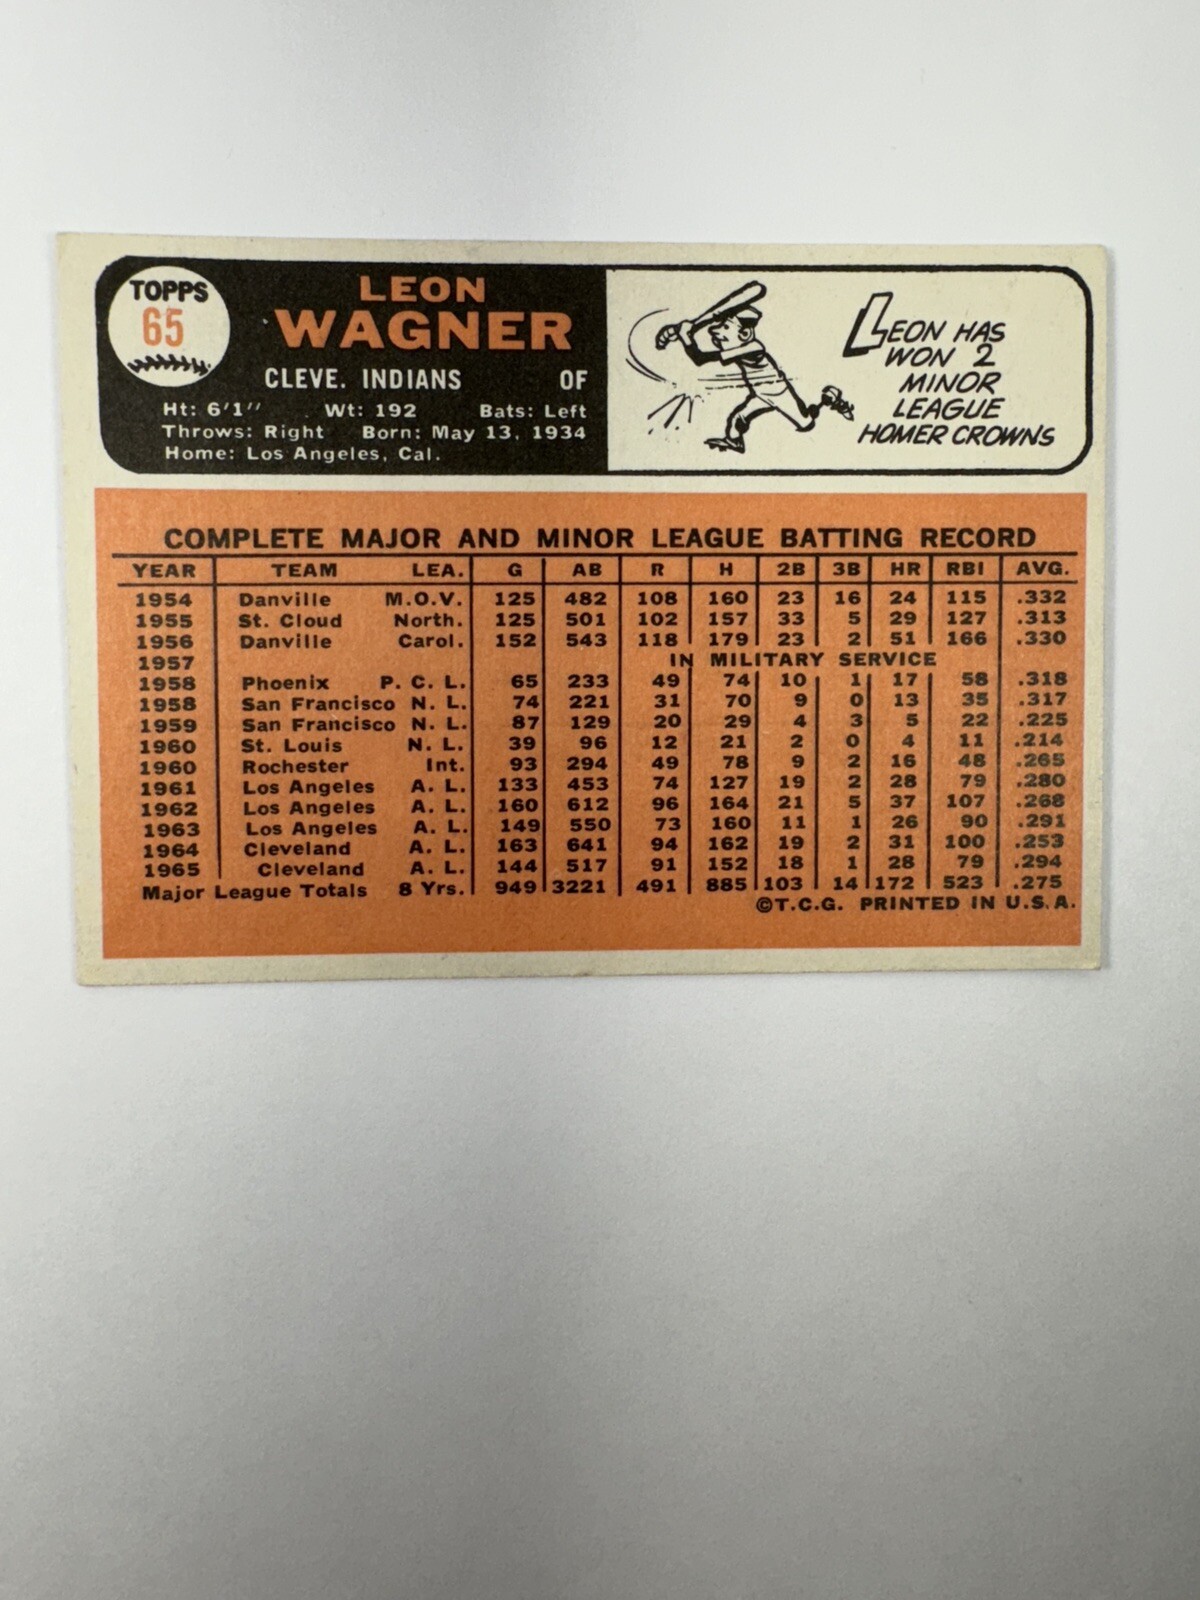 TOPPS
65
LEON
WAGNER
CLEVE. INDIANS OF
Ht: 6'1" Wt: 192 Bats: Left
Throws: Right Born: May 13, 1934
Home: Los Angeles, Cal.
LEON HAS
WON 2
MINOR
LEAGUE
HOMER CROWNS
COMPLETE MAJOR AND MINOR LEAGUE BATTING RECORD
YEAR TEAM LEA. G AB R H 2B 3B HR RBI AVG.
1954 Danville M.O.V. 125 482 108 160 23 16 24 115 .332
1955 St. Cloud North. 125 501 102 157 33 5 29 127 .313
1956 Danville Carol. 152 543 118 179 23 2 51 166 .330
1957 IN MILITARY SERVICE
1958 Phoenix P. C. L. 65 233 49 74 10 1 17 58 .318
1958 San Francisco N. L. 74 221 31 70 9 0 13 35 .317
1959 San Francisco N. L. 87 129 20 29 4 3 5 22 .225
1960 St. Louis N. L. 39 96 12 21 2 0 4 11 .214
1960 Rochester Int. 93 294 49 78 9 2 16 48 .265
1961 Los Angeles A. L. 133 453 74 127 19 2 28 79 .280
1962 Los Angeles A. L. 160 612 96 164 21 5 37 107 .268
1963 Los Angeles A. L. 149 550 73 160 11 1 26 90 .291
1964 Cleveland A. L. 163 641 94 162 19 2 31 100 .253
1965 Cleveland A. L. 144 517 91 152 18 1 28 79 .294
Major League Totals 8 Yrs. 949 3221 491 885 103 14 172 523 .275
©T.C.G. PRINTED IN U.S.A.